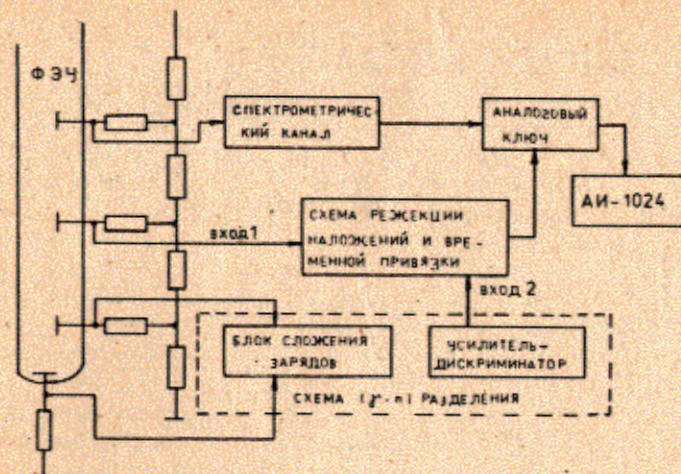 ФЭУ
СПЕКТРОМЕТРИЧЕС-
КИЙ КАНАЛ
АНАЛОГОВЫЙ
КЛЮЧ
АИ-1024
СХЕМА РЕЖЕКЦИИ
НАЛОЖЕНИЙ И ВРЕ-
МЕННОЙ ПРИВЯЗКИ
ВХОД 1
ВХОД 2
БЛОК СЛОЖЕНИЯ
ЗАРЯДОВ
УСИЛИТЕЛЬ-
ДИСКРИМИНАТОР
СХЕМА (γ-n) РАЗДЕЛЕНИЯ